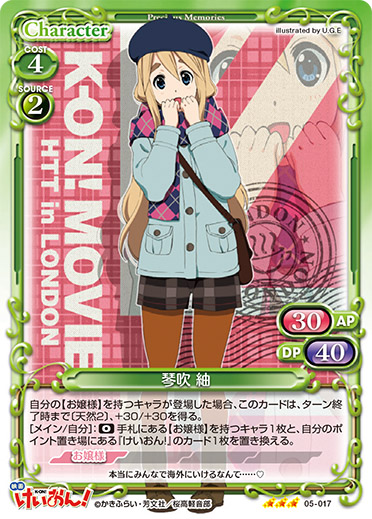 Precious Memories
Character
illustrated by U.G.E
COST
4
SOURCE
2
K-ON! MOVIE
HTT in LONDON
LONDON
30 AP
DP 40
琴吹 紬
自分の【お嬢様】を持つキャラが登場した場合、このカードは、ターン終
了時まで〔天然2〕、+30/+30を得る。
[メイン/自分]: 手札にある【お嬢様】を持つキャラ1枚と、自分のポ
イント置き場にある『けいおん!』のカード1枚を置き換える。
お嬢様
本当にみんなで海外にいけるなんて……♡
映画
けいおん!
K-ON!
©かきふらい・芳文社/桜高軽音部
05-017